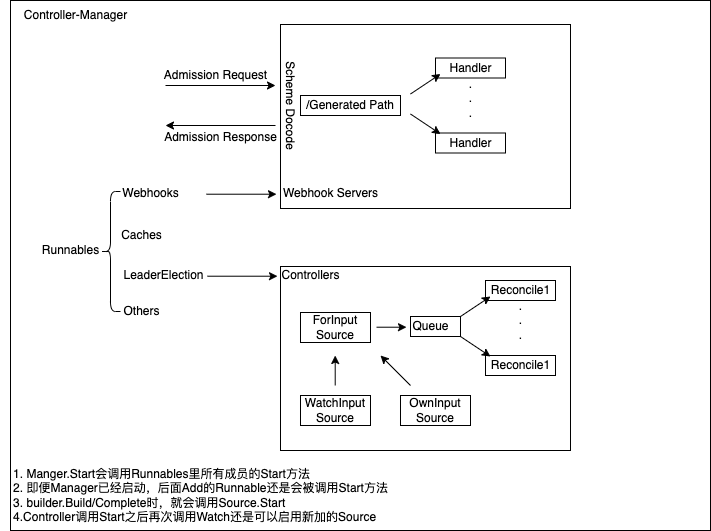 Controller-Manager
Admission Request
Admission Response
Scheme Docode
/Generated Path
Handler
.
.
.
Handler
Webhook Servers
Runnables
Webhooks
Caches
LeaderElection
Others
Controllers
ForInput
Source
Queue
Reconcile1
.
.
.
Reconcile1
WatchInput
Source
OwnInput
Source
1. Manger.Start会调用Runnables里所有成员的Start方法
2. 即便Manager已经启动，后面Add的Runnable还是会被调用Start方法
3. builder.Build/Complete时，就会调用Source.Start
4.Controller调用Start之后再次调用Watch还是可以启用新加的Source